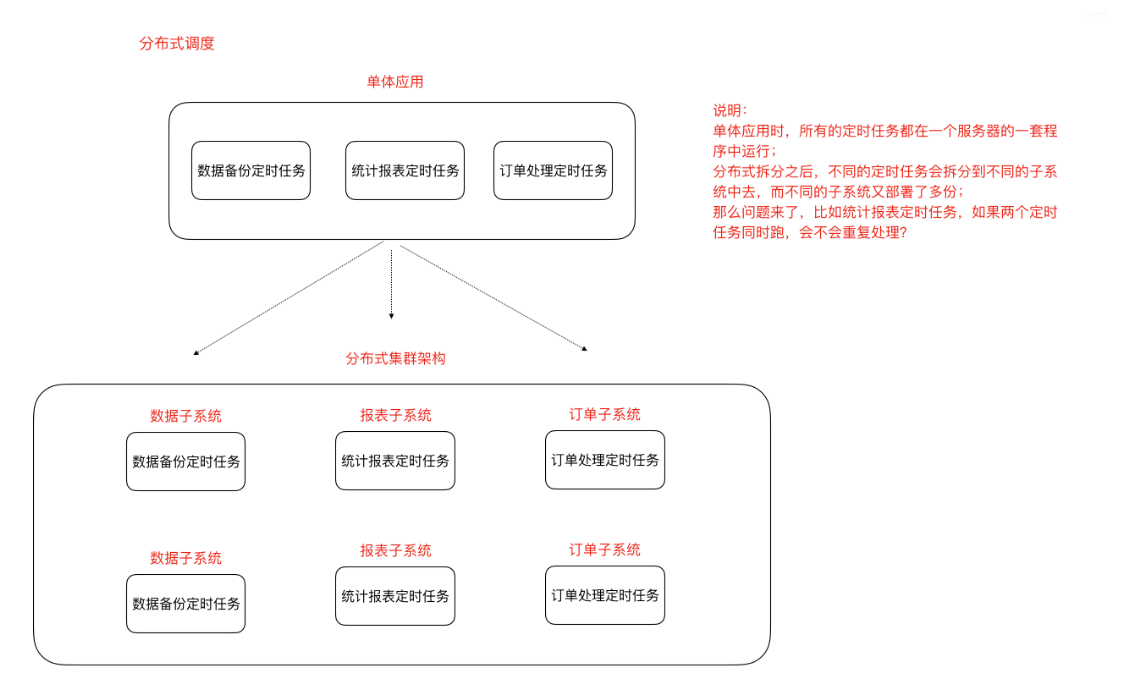 分布式调度
单体应用
数据备份定时任务
统计报表定时任务
订单处理定时任务
说明：
单体应用时，所有的定时任务都在一个服务器的一套程
序中运行；
分布式拆分之后，不同的定时任务会拆分到不同的子系
统中去，而不同的子系统又部署了多份；
那么问题来了，比如统计报表定时任务，如果两个定时
任务同时跑，会不会重复处理？
分布式集群架构
数据子系统
报表子系统
订单子系统
数据备份定时任务
统计报表定时任务
订单处理定时任务
数据子系统
报表子系统
订单子系统
数据备份定时任务
统计报表定时任务
订单处理定时任务